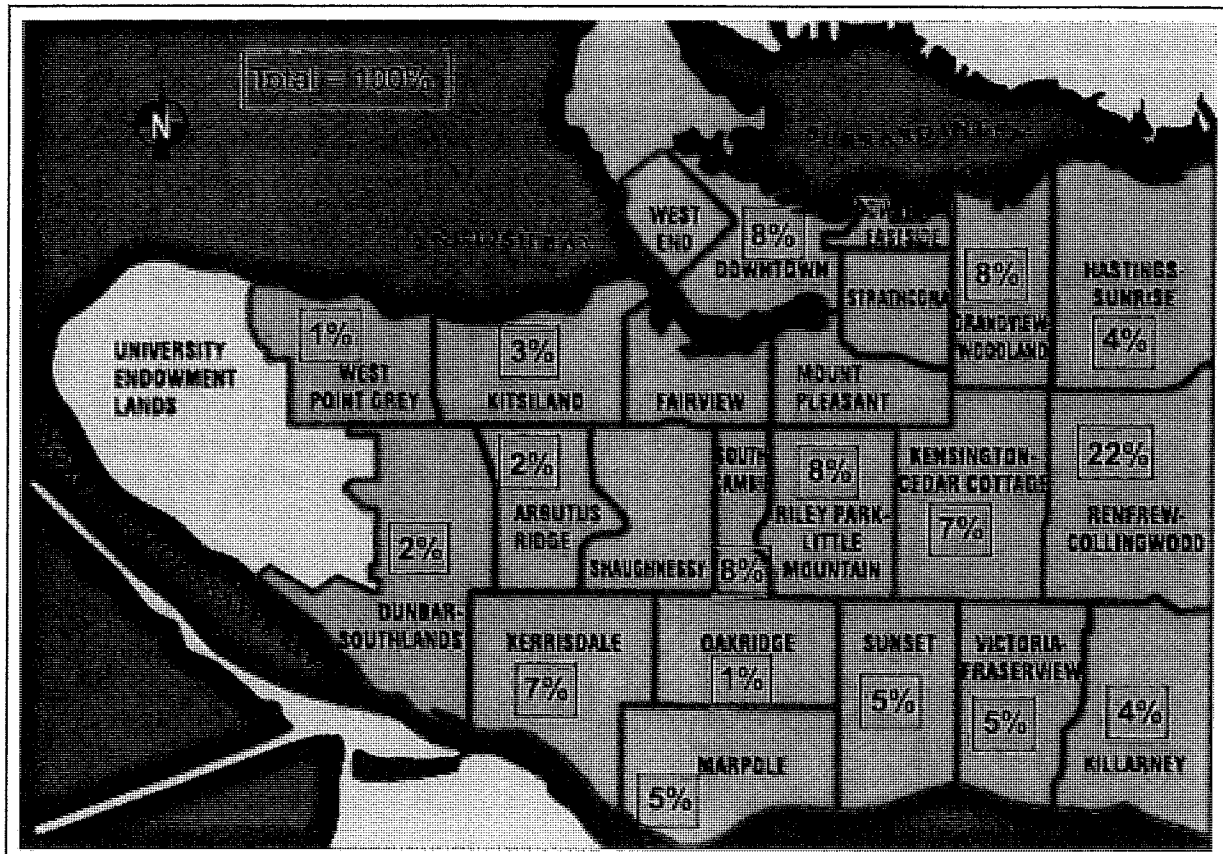 Total = 100%
N
WEST
END
8%
DOWNTOWN
EASTSIDE
STRATHCONA
8%
GRANDVIEW-
WOODLAND
HASTINGS-
SUNRISE
4%
UNIVERSITY
ENDOWMENT
LANDS
1%
WEST
POINT GREY
3%
KITSILAND
FAIRVIEW
MOUNT
PLEASANT
2%
ARBUTUS
RIDGE
SHAUGHNESSY
SOUTH
8%
8%
RILEY PARK-
LITTLE
MOUNTAIN
KENSINGTON-
CEDAR COTTAGE
7%
22%
RENFREW-
COLLINGWOOD
2%
DUNBAR-
SOUTHLANDS
KERRISDALE
7%
OAKRIDGE
1%
SUNSET
5%
VICTORIA-
FRASERVIEW
5%
4%
KILLARNEY
MARPOLE
5%